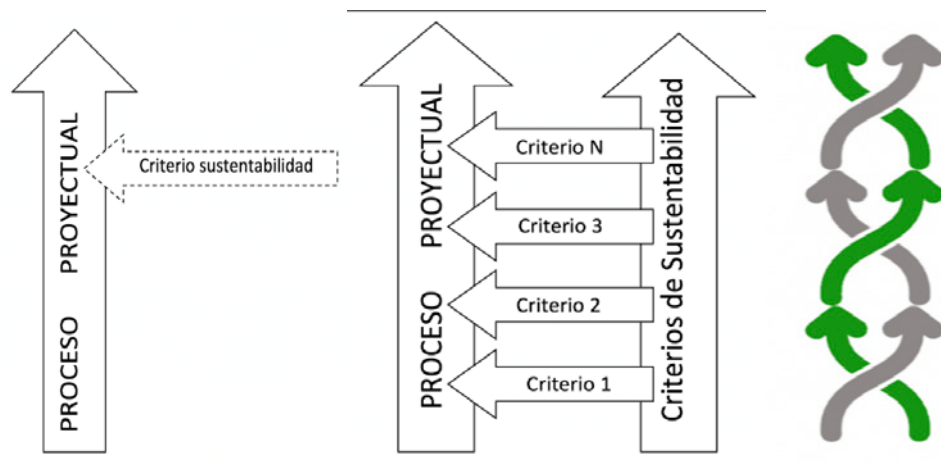 PROCESO PROYECTUAL
Criterio sustentabilidad
PROCESO PROYECTUAL
Criterio N
Criterio 3
Criterio 2
Criterio 1
Criterios de Sustentabilidad